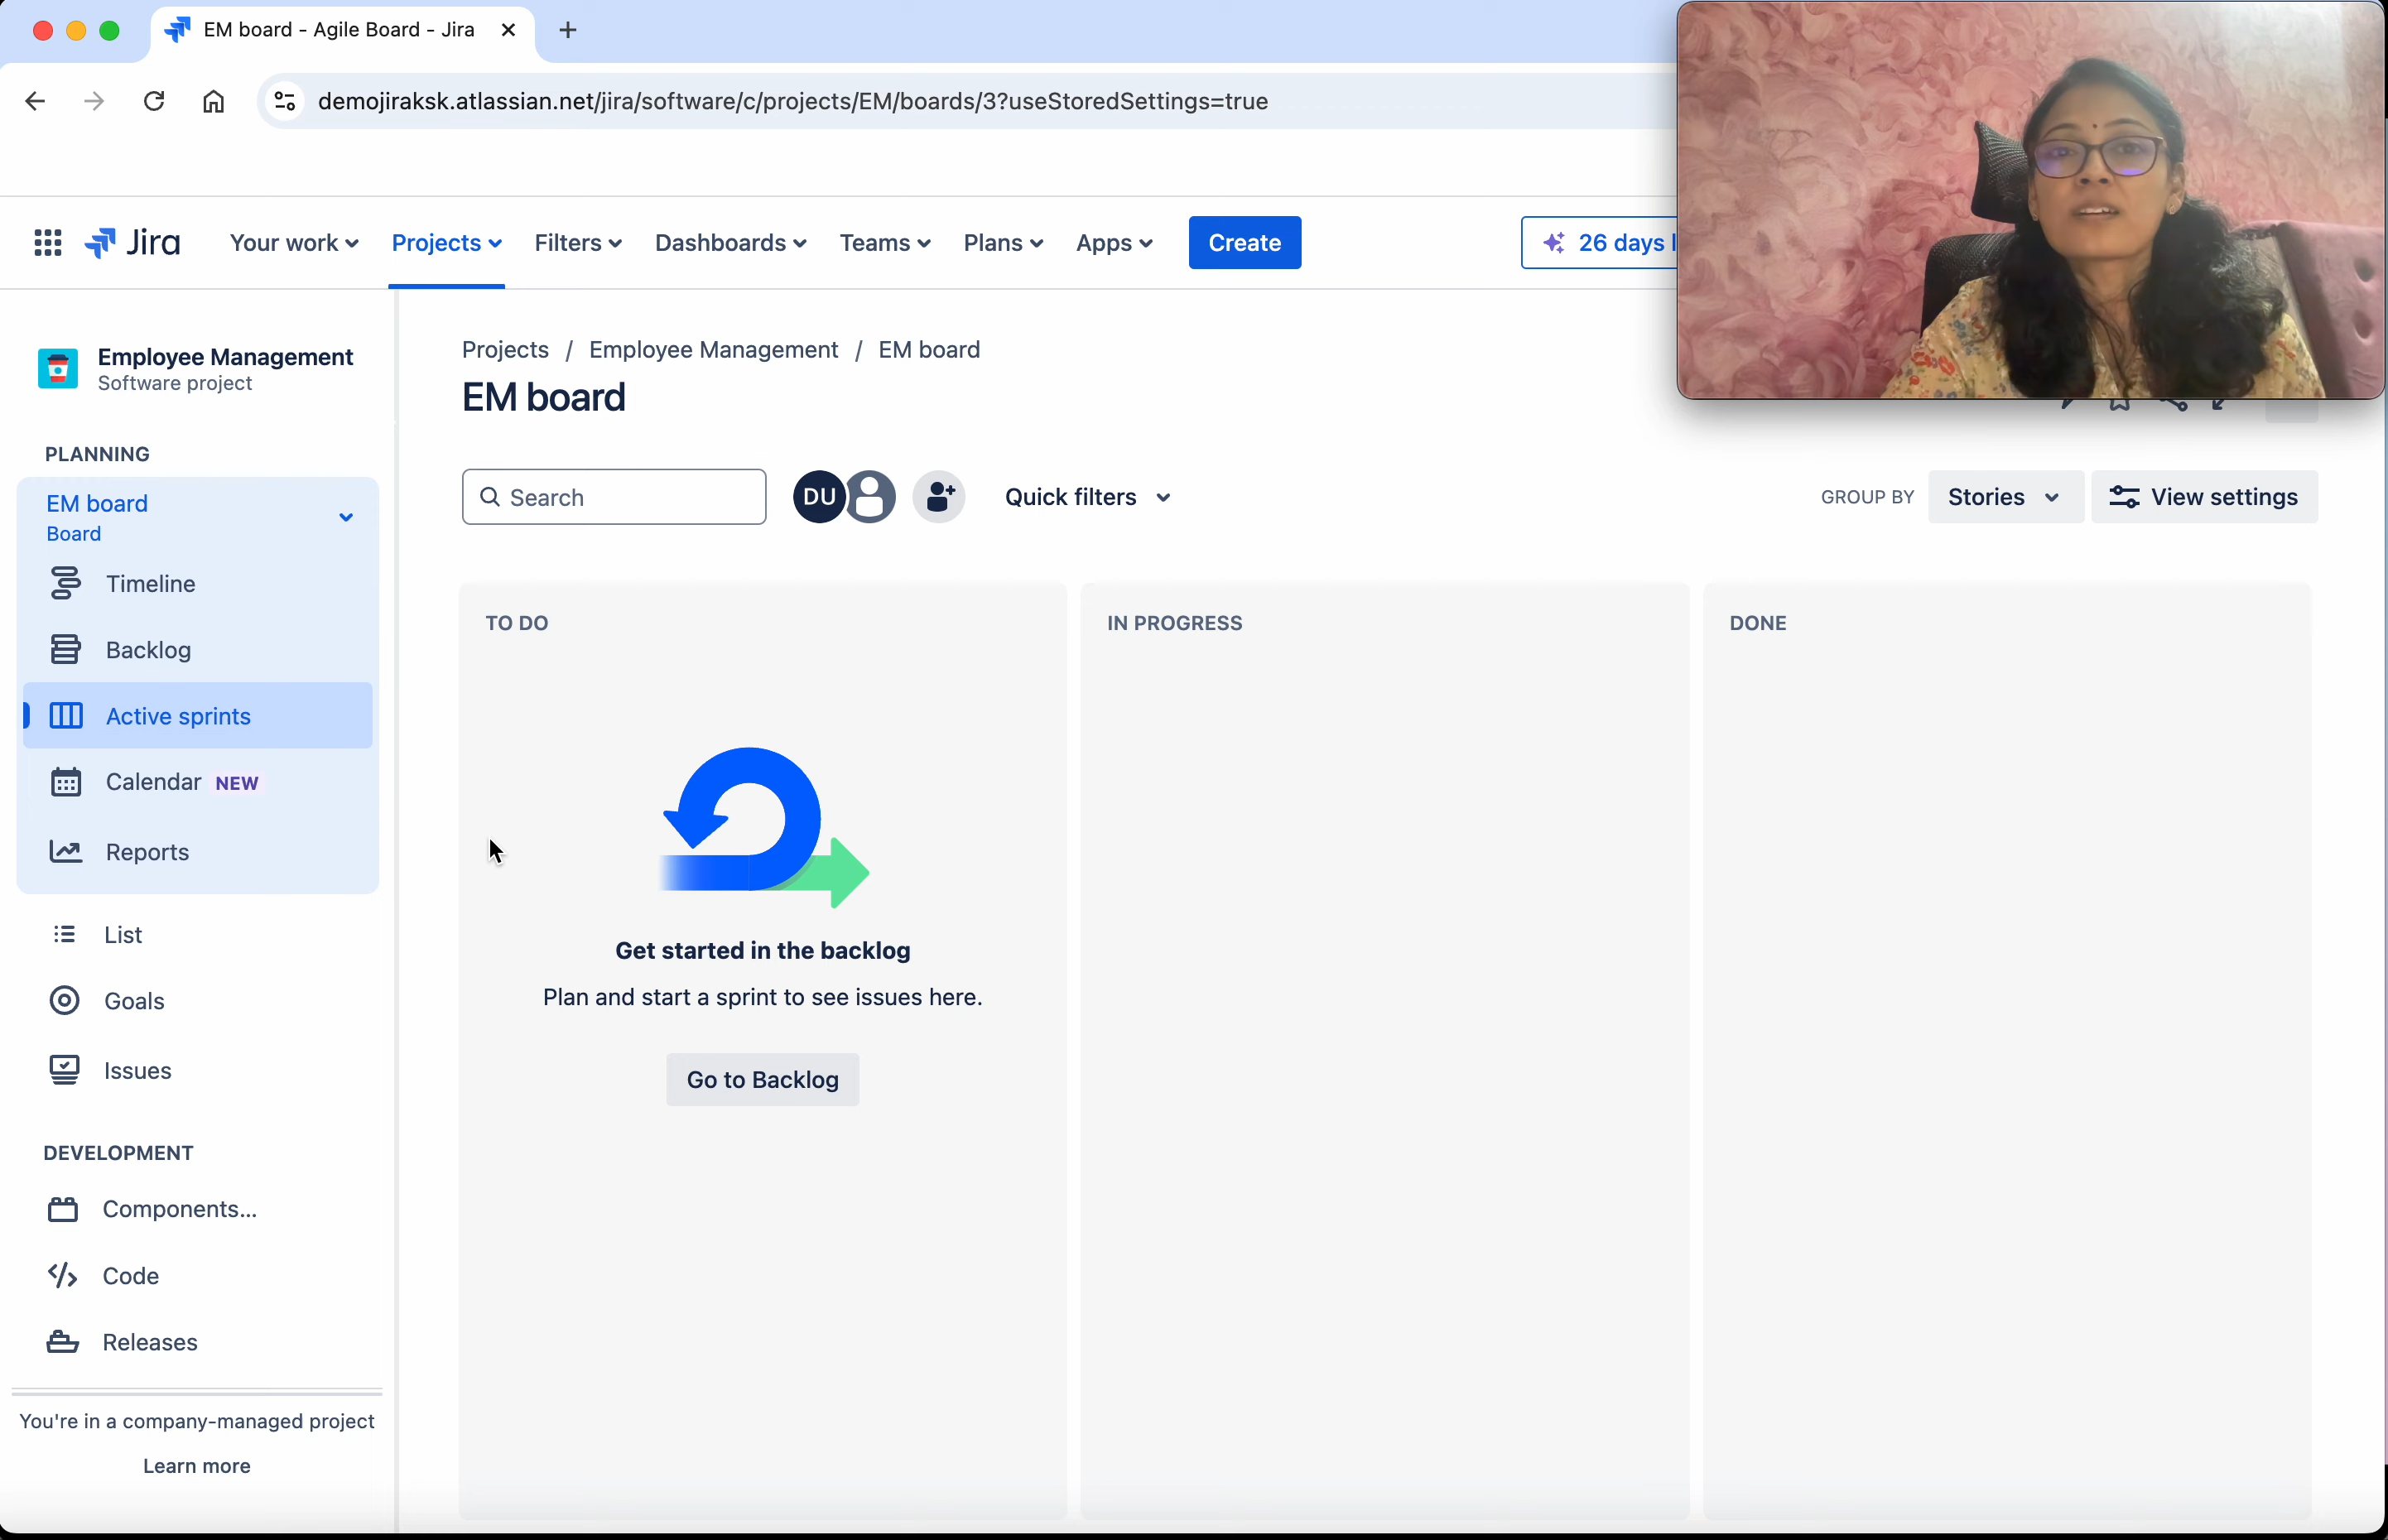 EM board - Agile Board - Jira
demojiraksk.atlassian.net/jira/software/c/projects/EM/boards/3?useStoredSettings=true
Jira Your work Projects Filters Dashboards Teams Plans Apps Create 26 days
Employee Management
Software project
PLANNING
EM board
Board
Timeline
Backlog
Active sprints
Calendar NEW
Reports
List
Goals
Issues
DEVELOPMENT
Components...
Code
Releases
You're in a company-managed project
Learn more
Projects / Employee Management / EM board
EM board
Search DU Quick filters GROUP BY Stories View settings
TO DO IN PROGRESS DONE
Get started in the backlog
Plan and start a sprint to see issues here.
Go to Backlog